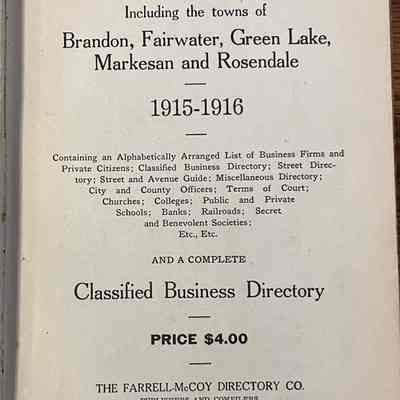 Including the towns of
Brandon, Fairwater, Green Lake,
Markesan and Rosendale
1915-1916
Containing an Alphabetically Arranged List of Business Firms and
Private Citizens; Classified Business Directory; Street Direc-
tory; Street and Avenue Guide; Miscellaneous Directory;
City and County Officers; Terms of Court;
Churches; Colleges; Public and Private
Schools; Banks; Railroads; Secret
and Benevolent Societies;
Etc., Etc.
AND A COMPLETE
Classified Business Directory
PRICE $4.00
THE FARRELL-McCOY DIRECTORY CO.
PUBLISHERS AND COMPILERS